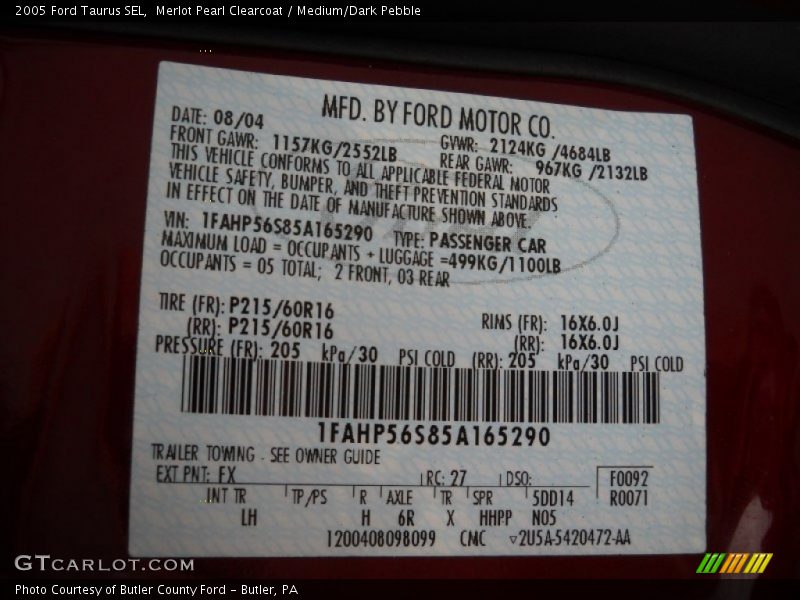 2005 Ford Taurus SEL, Merlot Pearl Clearcoat / Medium/Dark Pebble
MFD. BY FORD MOTOR CO.
DATE: 08/04 GVWR: 2124KG /4684LB
FRONT GAWR: 1157KG/2552LB REAR GAWR: 967KG /2132LB
THIS VEHICLE CONFORMS TO ALL APPLICABLE FEDERAL MOTOR
VEHICLE SAFETY, BUMPER, AND THEFT PREVENTION STANDARDS
IN EFFECT ON THE DATE OF MANUFACTURE SHOWN ABOVE.
VIN: 1FAHP56S85A165290 TYPE: PASSENGER CAR
MAXIMUM LOAD = OCCUPANTS + LUGGAGE =499KG/1100LB
OCCUPANTS = 05 TOTAL; 2 FRONT, 03 REAR
TIRE (FR): P215/60R16 RIMS (FR): 16X6.0J
(RR): P215/60R16 (RR): 16X6.0J
PRESSURE (FR): 205 kPa/30 PSI COLD (RR): 205 kPa/30 PSI COLD
1FAHP56S85A165290
TRAILER TOWING - SEE OWNER GUIDE
EXT PNT: FX RC: 27 DSO: F0092
INT TR TP/PS R AXLE TR SPR 5DD14 R0071
LH H 6R X HHPP N05
1200408098099 CMC ▽2U5A-5420472-AA
GTCARLOT.COM
Photo Courtesy of Butler County Ford – Butler, PA